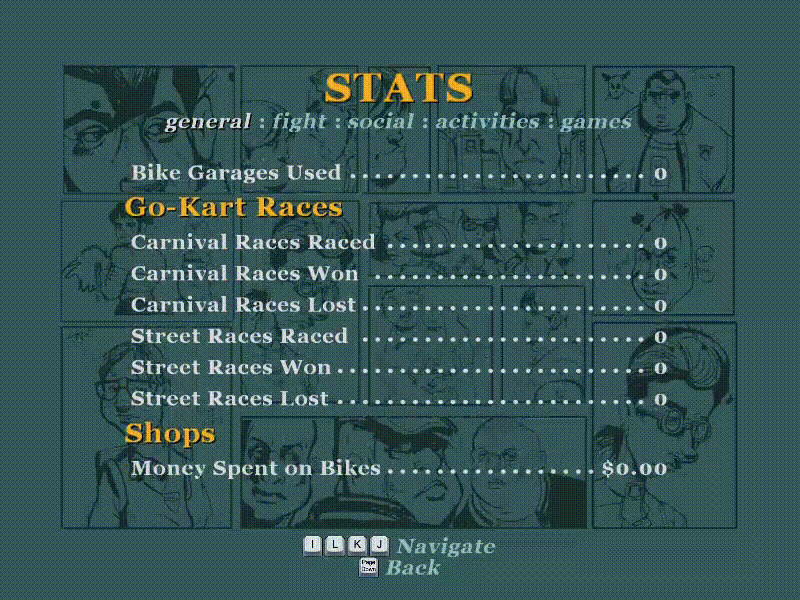 STATS
general : fight : social : activities : games
Bike Garages Used ........................... 0
Go-Kart Races
Carnival Races Raced ........................ 0
Carnival Races Won ......................... 0
Carnival Races Lost .......................... 0
Street Races Raced .......................... 0
Street Races Won ............................ 0
Street Races Lost ............................ 0
Shops
Money Spent on Bikes .................... $0.00
I L K J Navigate
Page Down Back